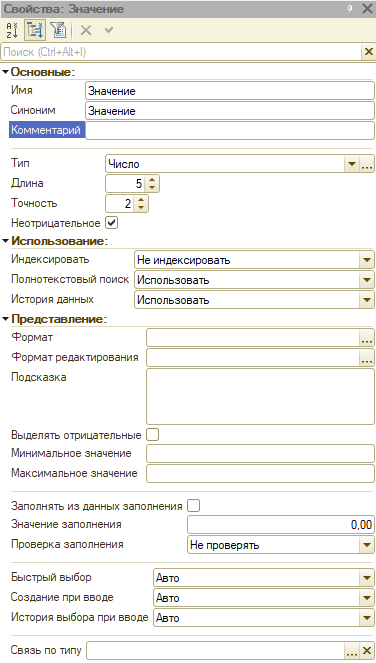 Свойства: Значение
Поиск (Ctrl+Alt+I)
Основные:
Имя Значение
Синоним Значение
Комментарий
Тип Число
Длина 5
Точность 2
Неотрицательное
Использование:
Индексировать Не индексировать
Полнотекстовый поиск Использовать
История данных Использовать
Представление:
Формат
Формат редактирования
Подсказка
Выделять отрицательные
Минимальное значение
Максимальное значение
Заполнять из данных заполнения
Значение заполнения 0,00
Проверка заполнения Не проверять
Быстрый выбор Авто
Создание при вводе Авто
История выбора при вводе Авто
Связь по типу